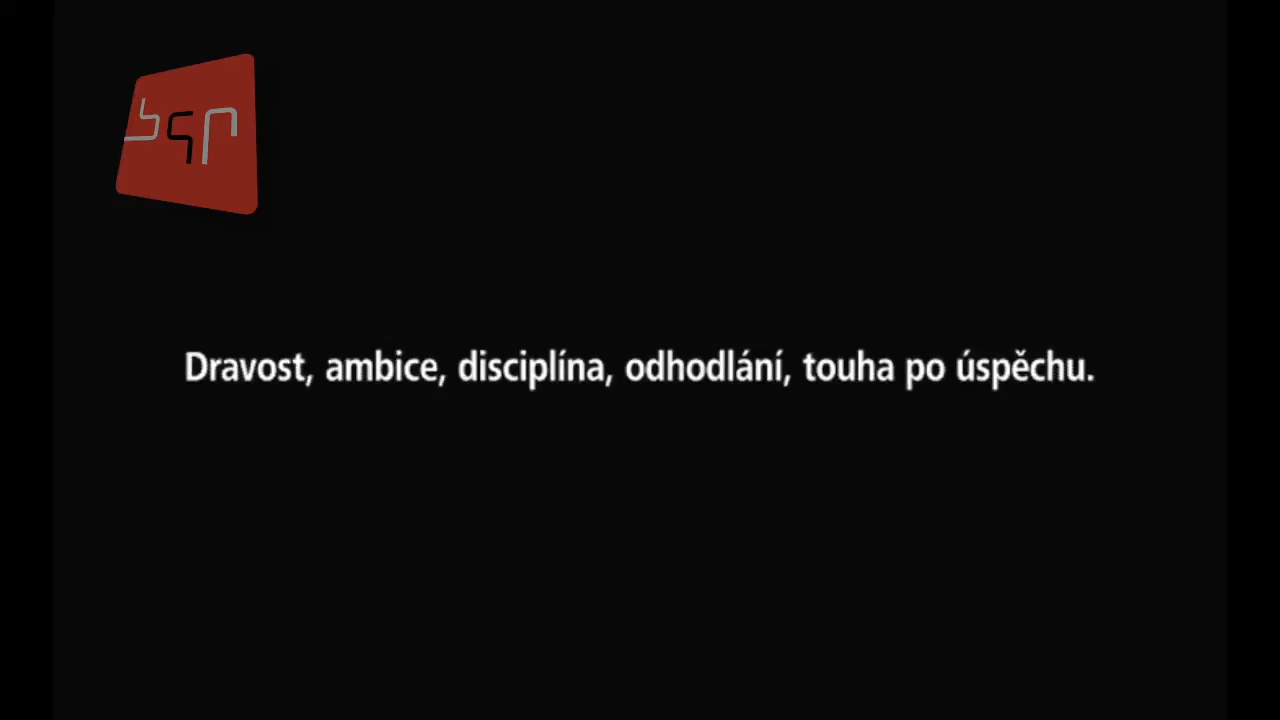 Dravost, ambice, disciplína, odhodlání, touha po úspěchu.